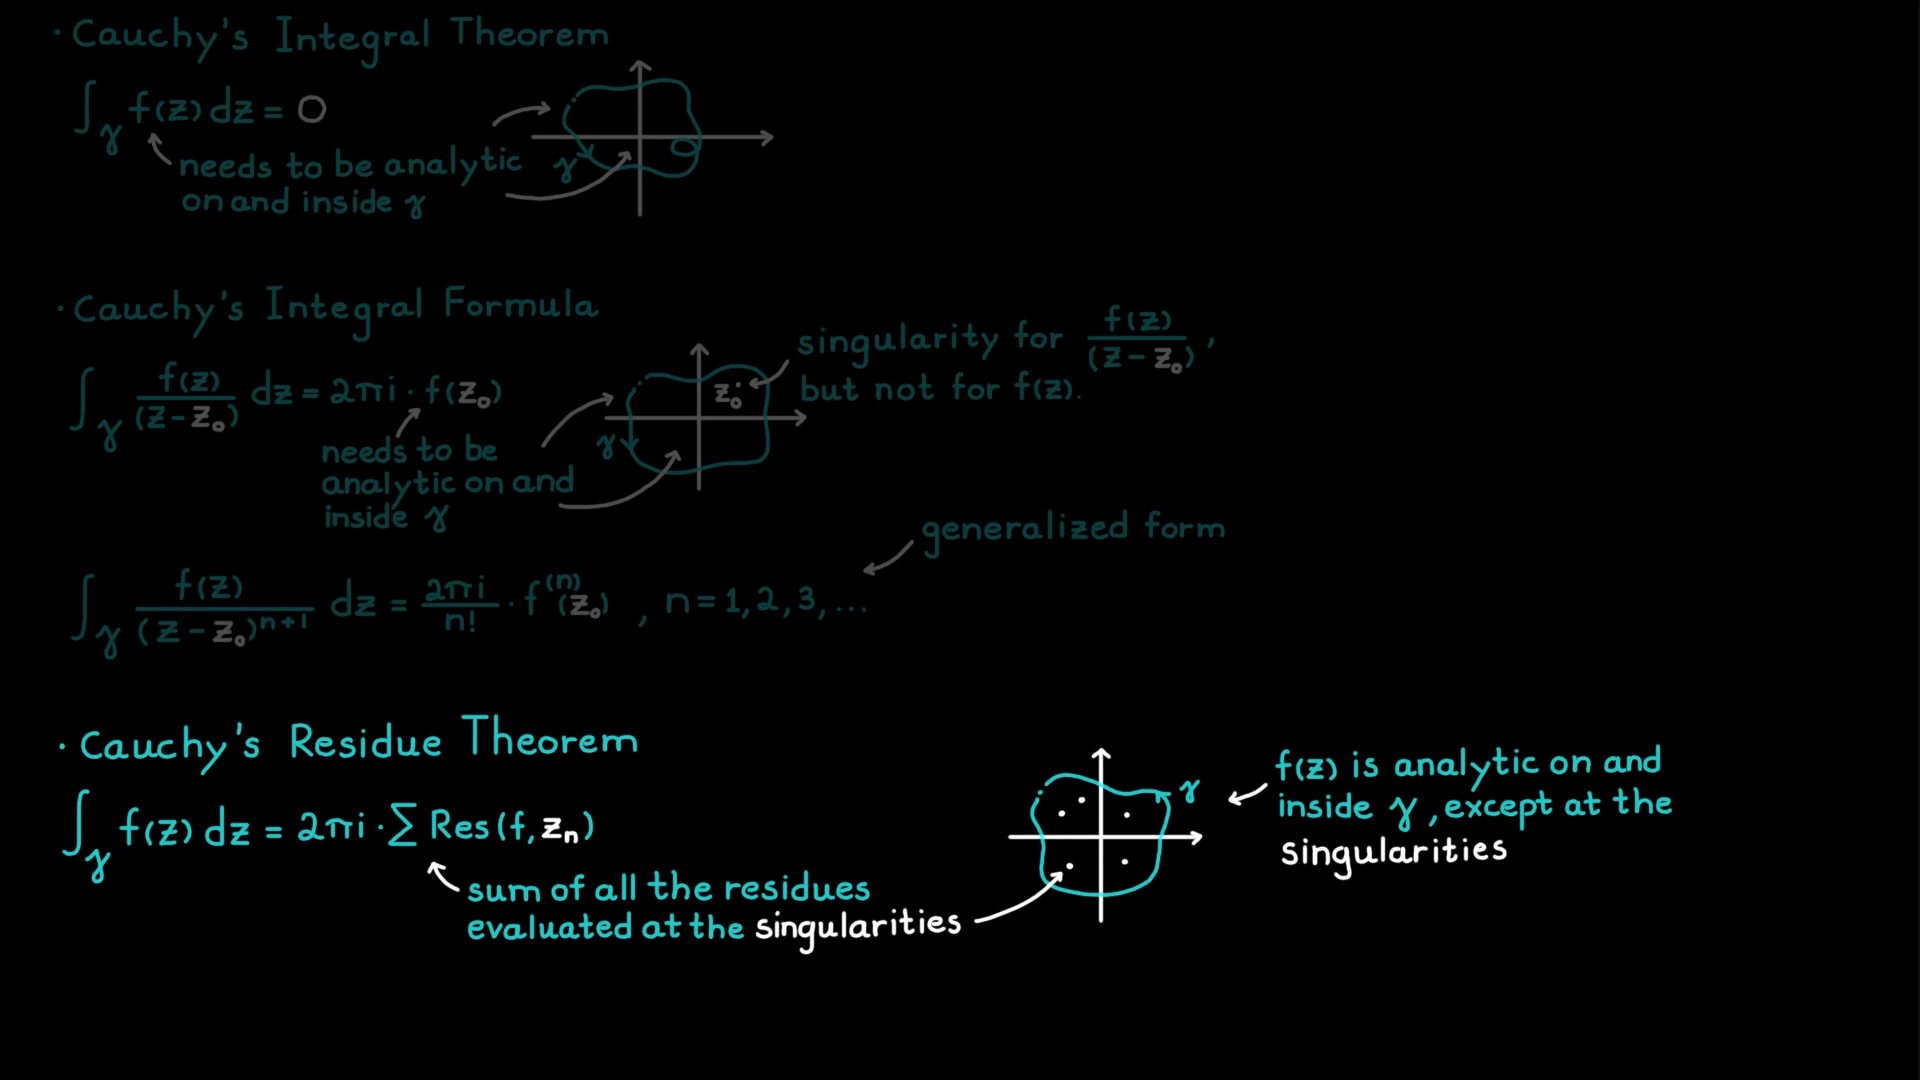 · Cauchy's Integral Theorem
∫γ f(z) dz = 0
needs to be analytic
on and inside γ
γ
· Cauchy's Integral Formula
∫γ f(z)/(z - z₀) dz = 2πi · f(z₀)
needs to be
analytic on and
inside γ
z₀
γ
singularity for f(z)/(z - z₀) ,
but not for f(z).
generalized form
∫γ f(z)/(z - z₀)ⁿ⁺¹ dz = 2πi/n! · f⁽ⁿ⁾(z₀) , n = 1, 2, 3, ...
· Cauchy's Residue Theorem
∫γ f(z) dz = 2πi · ∑ Res(f, zₙ)
sum of all the residues
evaluated at the singularities
γ
f(z) is analytic on and
inside γ, except at the
singularities